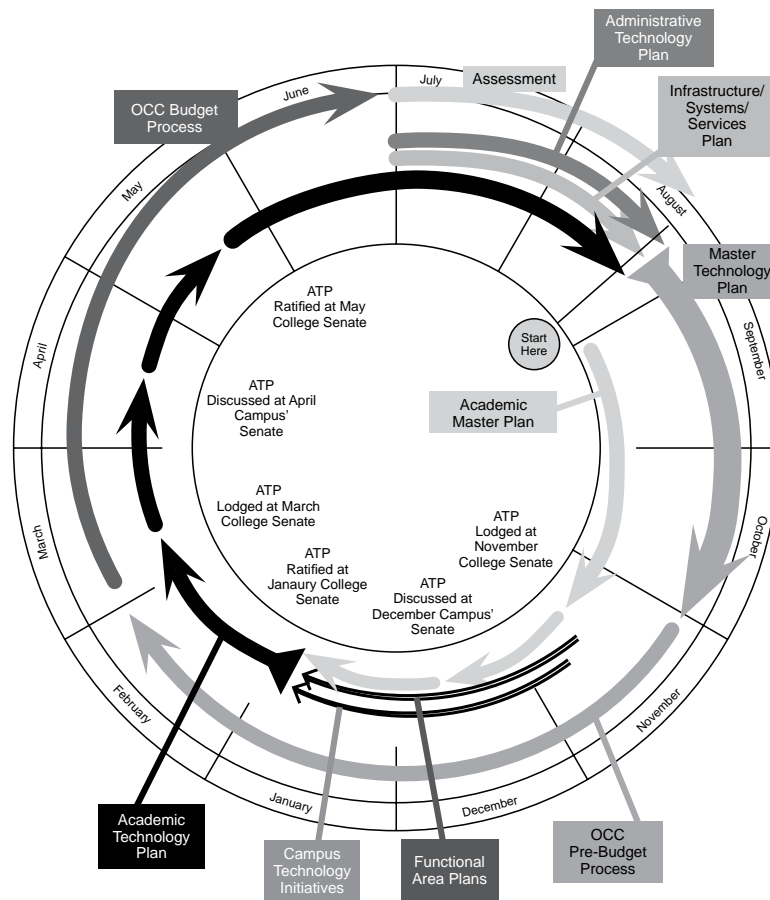 Administrative
Technology
Plan
July
Assessment
June
OCC Budget
Process
Infrastructure/
Systems/
Services
Plan
May
August
Master
Technology
Plan
ATP
Ratified at May
College Senate
Start
Here
September
April
ATP
Discussed at April
Campus’
Senate
Academic
Master Plan
ATP
Lodged at March
College Senate
ATP
Lodged at
November
College Senate
March
October
ATP
Ratified at
Janaury College
Senate
ATP
Discussed at
December Campus’
Senate
February
November
January
December
Academic
Technology
Plan
Campus
Technology
Initiatives
Functional
Area Plans
OCC
Pre-Budget
Process